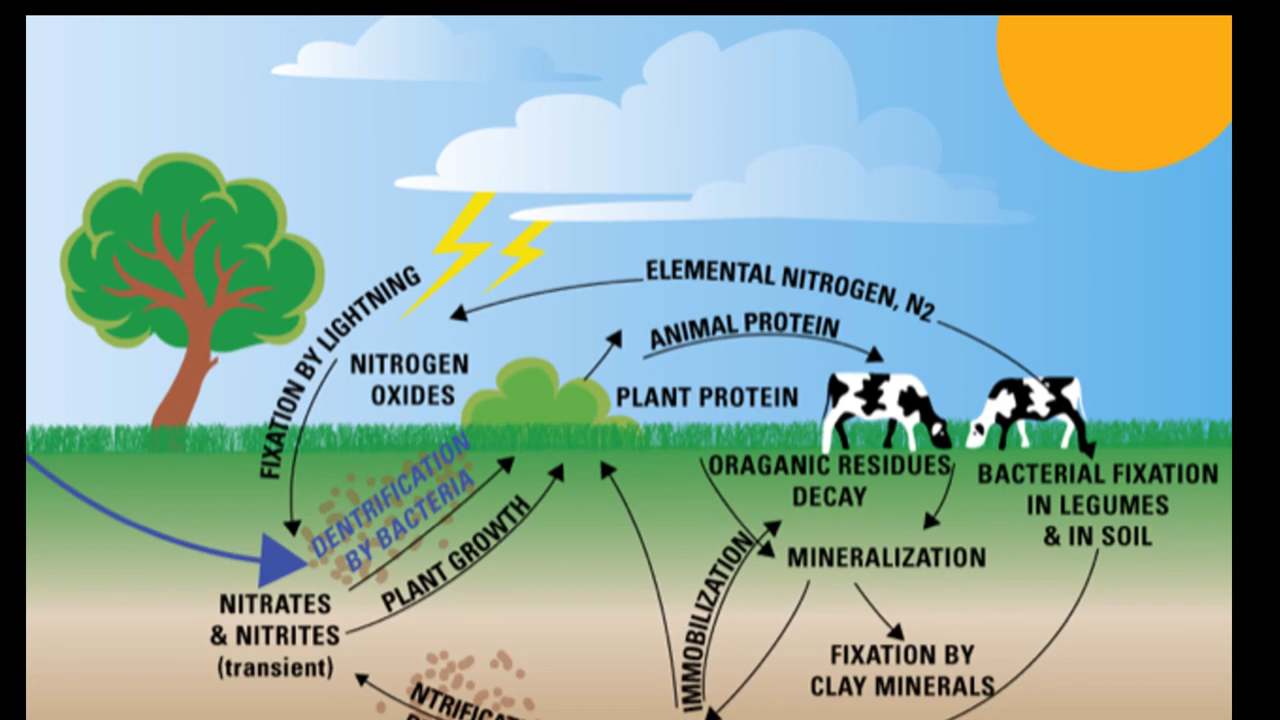 ELEMENTAL NITROGEN, N2
FIXATION BY LIGHTNING
ANIMAL PROTEIN
NITROGEN
OXIDES
PLANT PROTEIN
DENTRIFICATION
BY BACTERIA
ORAGANIC RESIDUES
DECAY
BACTERIAL FIXATION
IN LEGUMES
& IN SOIL
PLANT GROWTH
MINERALIZATION
IMMOBILIZATION
NITRATES
& NITRITES
(transient)
FIXATION BY
CLAY MINERALS